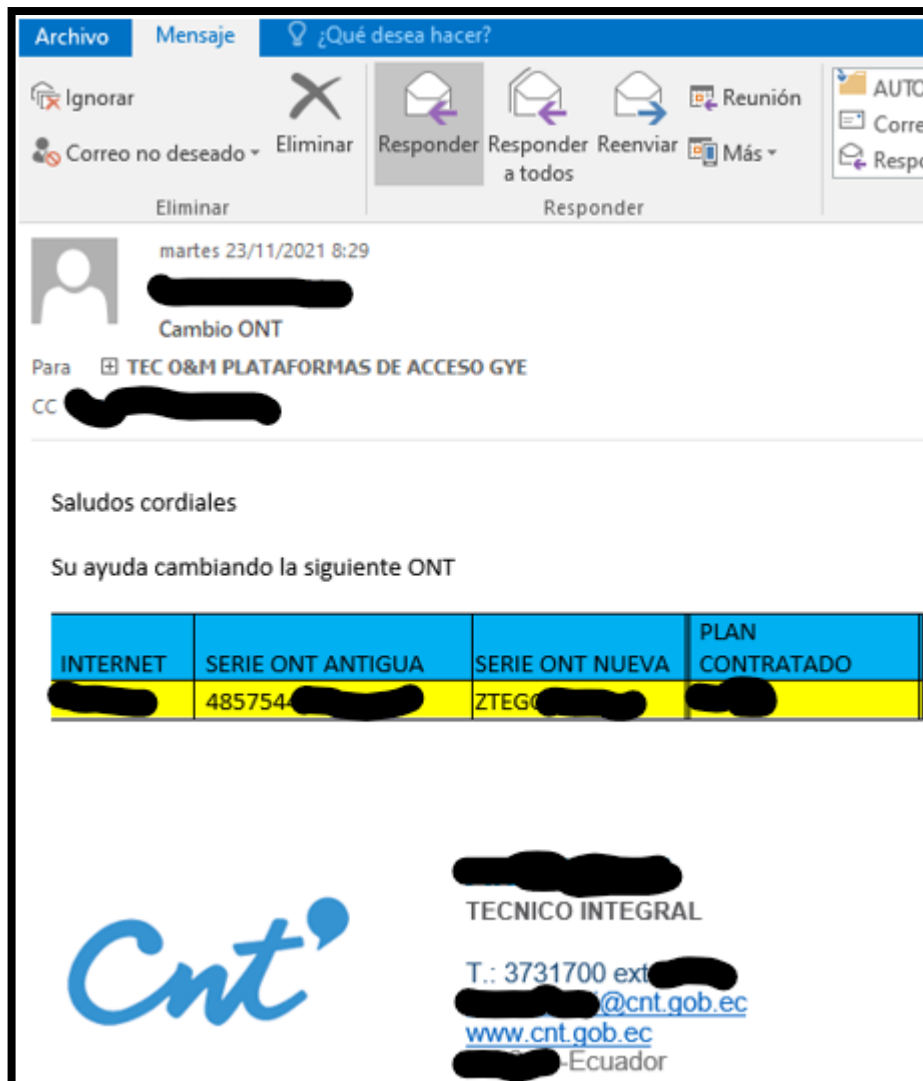 Archivo Mensaje ¿Qué desea hacer?
Ignorar
Correo no deseado
Eliminar
Responder
Responder a todos
Reenviar
Reunión
Más
AUTO
Corre
Respo
Eliminar
Responder
martes 23/11/2021 8:29
Cambio ONT
Para TEC O&M PLATAFORMAS DE ACCESO GYE
CC
Saludos cordiales
Su ayuda cambiando la siguiente ONT
INTERNET SERIE ONT ANTIGUA SERIE ONT NUEVA PLAN CONTRATADO
485754 ZTEG
Cnt
TECNICO INTEGRAL
T.: 3731700 ext
@cnt.gob.ec
www.cnt.gob.ec
-Ecuador